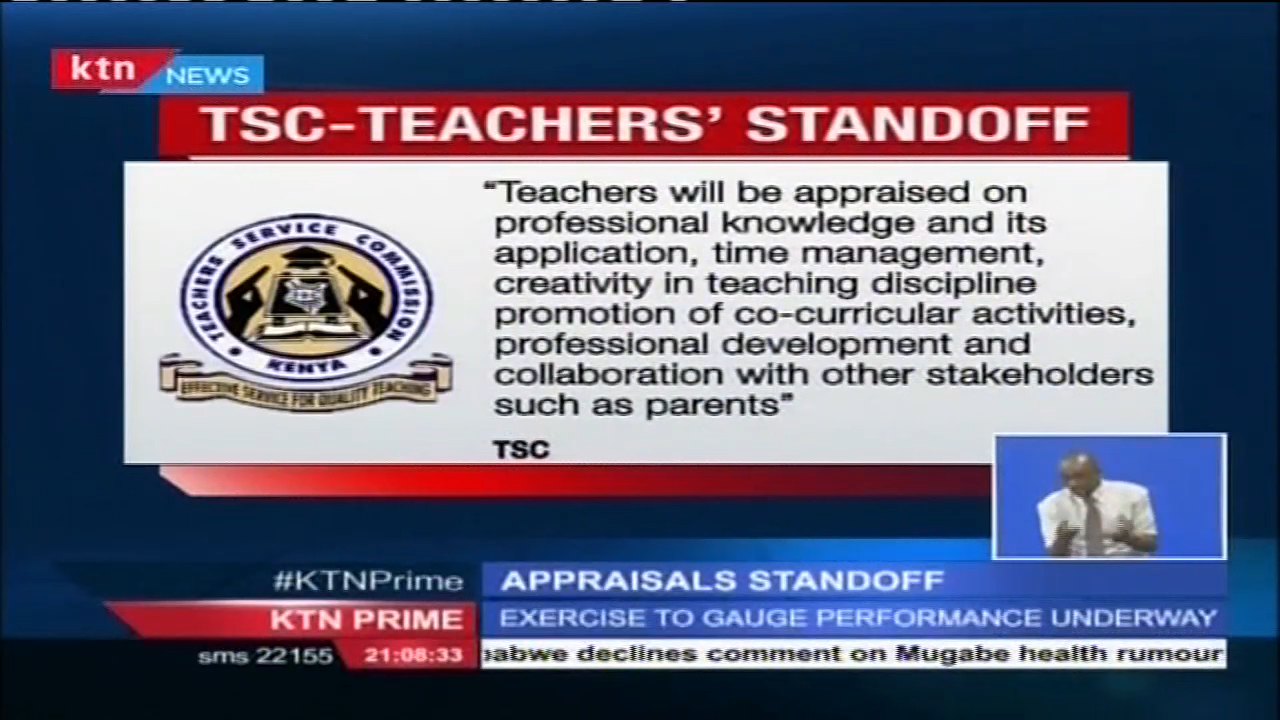 ktn
NEWS
TSC-TEACHERS' STANDOFF
TEACHERS SERVICE COMMISSION
KENYA
EFFECTIVE SERVICE FOR QUALITY TEACHING
“Teachers will be appraised on
professional knowledge and its
application, time management,
creativity in teaching discipline
promotion of co-curricular activities,
professional development and
collaboration with other stakeholders
such as parents”
TSC
#KTNPrime
APPRAISALS STANDOFF
KTN PRIME
EXERCISE TO GAUGE PERFORMANCE UNDERWAY
sms 22155
21:08:33
declines comment on Mugabe health rumour